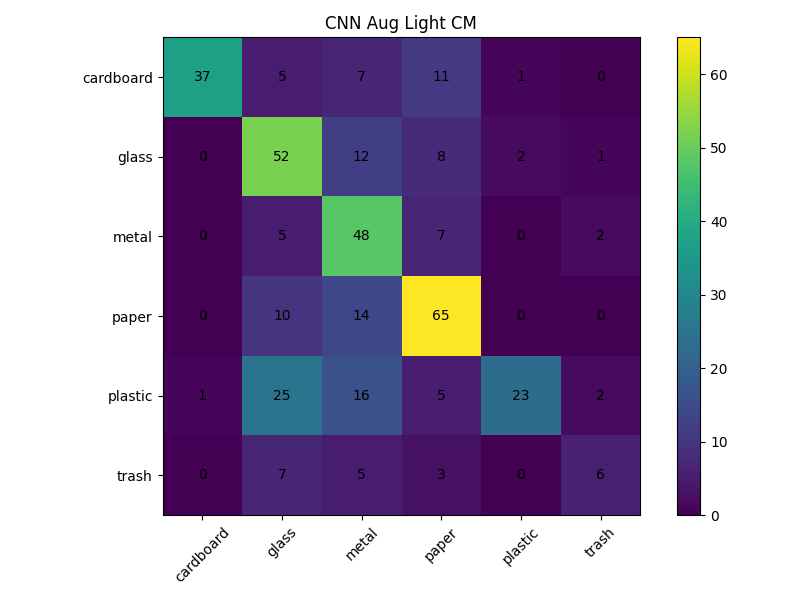 CNN Aug Light CM
cardboard 37 5 7 11 1 0
glass 0 52 12 8 2 1
metal 0 5 48 7 0 2
paper 0 10 14 65 0 0
plastic 1 25 16 5 23 2
trash 0 7 5 3 0 6
cardboard glass metal paper plastic trash
60
50
40
30
20
10
0